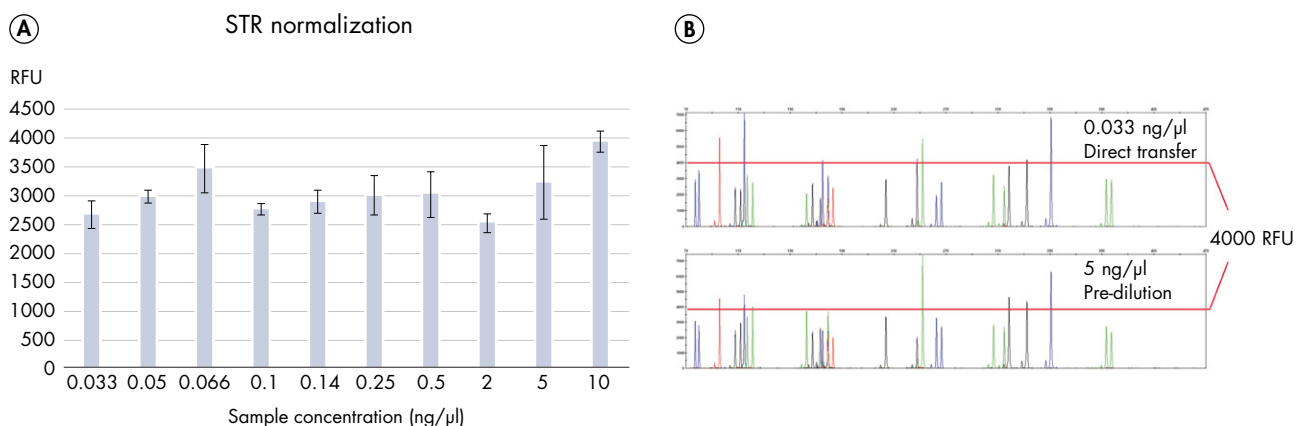 A
STR normalization
RFU
4500
4000
3500
3000
2500
2000
1500
1000
500
0
0.033 0.05 0.066 0.1 0.14 0.25 0.5 2 5 10
Sample concentration (ng/µl)
B
0.033 ng/µl
Direct transfer
4000 RFU
5 ng/µl
Pre-dilution